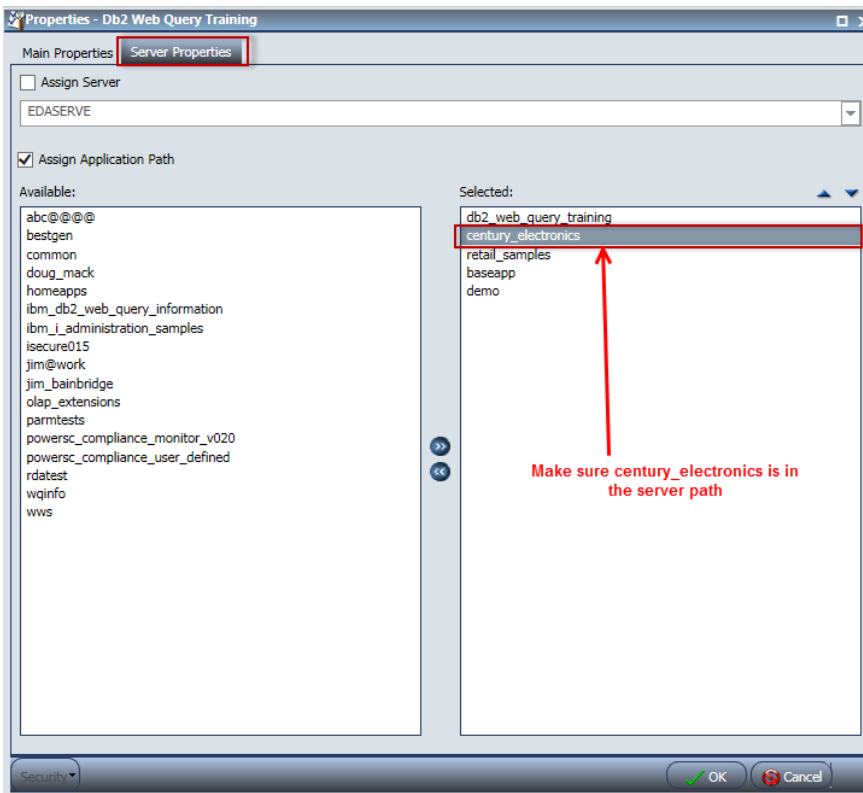 Properties - Db2 Web Query Training
Main Properties Server Properties
Assign Server
EDASERVE
Assign Application Path
Available:
Selected:
abc@@@@
bestgen
common
doug_mack
homeapps
ibm_db2_web_query_information
ibm_i_administration_samples
isecure015
jim@work
jim_bainbridge
olap_extensions
parmtests
powersc_compliance_monitor_v020
powersc_compliance_user_defined
rdatest
wqinfo
wws
db2_web_query_training
century_electronics
retail_samples
baseapp
demo
Make sure century_electronics is in
the server path
Security
OK
Cancel